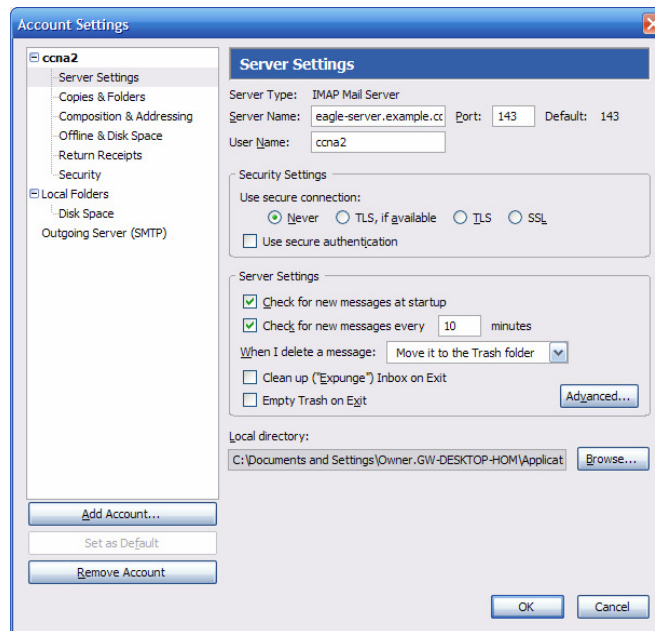 Account Settings
ccna2
Server Settings
Copies & Folders
Composition & Addressing
Offline & Disk Space
Return Receipts
Security
Local Folders
Disk Space
Outgoing Server (SMTP)
Add Account...
Set as Default
Remove Account
Server Settings
Server Type: IMAP Mail Server
Server Name: eagle-server.example.cc Port: 143 Default: 143
User Name: ccna2
Security Settings
Use secure connection:
Never TLS, if available TLS SSL
Use secure authentication
Server Settings
Check for new messages at startup
Check for new messages every 10 minutes
When I delete a message: Move it to the Trash folder
Clean up ("Expunge") Inbox on Exit
Empty Trash on Exit
Advanced...
Local directory:
C:\Documents and Settings\Owner.GW-DESKTOP-HOM\Applicat Browse...
OK Cancel